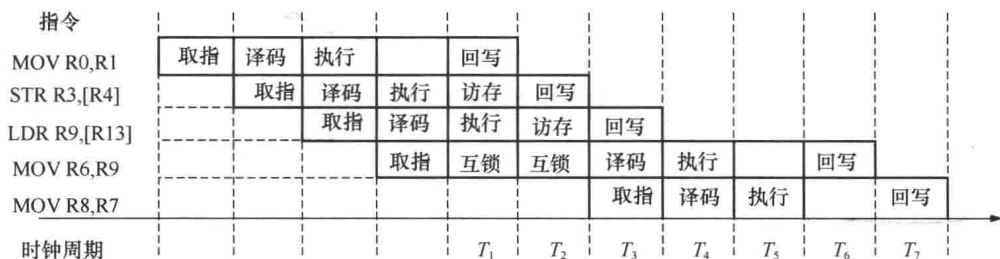 指令
MOV R0,R1 取指 译码 执行 回写
STR R3,[R4] 取指 译码 执行 访存 回写
LDR R9,[R13] 取指 译码 执行 访存 回写
MOV R6,R9 取指 互锁 互锁 译码 执行 回写
MOV R8,R7 取指 译码 执行 回写
时钟周期 T1 T2 T3 T4 T5 T6 T7